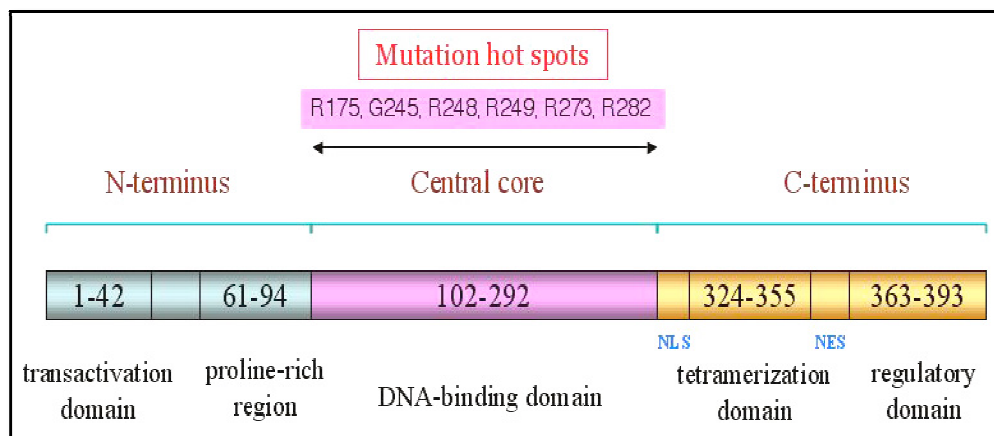 Mutation hot spots
R175, G245, R248, R249, R273, R282
N-terminus Central core C-terminus
1-42 61-94 102-292 324-355 363-393
NLS NES
transactivation domain
proline-rich region
DNA-binding domain
tetramerization domain
regulatory domain